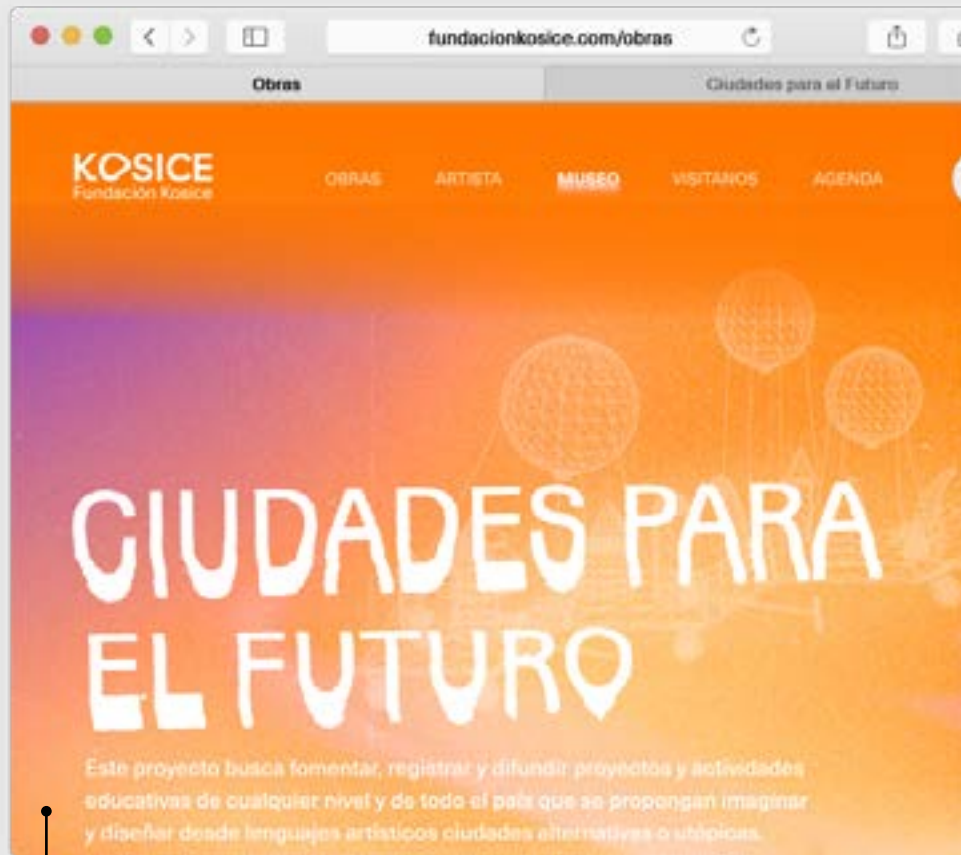 fundacionkosice.com/obras
Obras
Ciudades para el Futuro
KOSICE
Fundación Kosice
OBRAS ARTISTA MUSEO VISITANOS AGENDA
CIUDADES PARA
EL FUTURO
Este proyecto busca fomentar, registrar y difundir proyectos y actividades
educativas de cualquier nivel y de todo el país que se propongan imaginar
y diseñar desde lenguajes artísticos ciudades alternativas o utópicas.